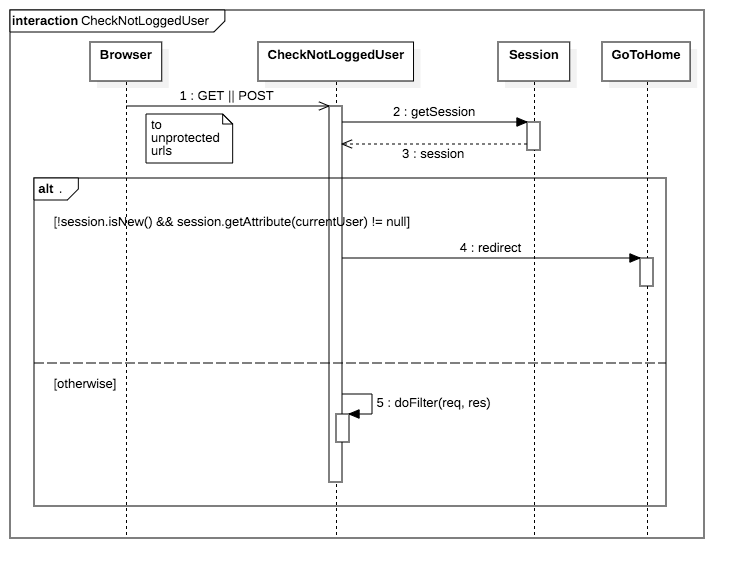 interaction CheckNotLoggedUser
Browser
CheckNotLoggedUser
Session
GoToHome
1 : GET || POST
to
unprotected
urls
2 : getSession
3 : session
alt .
[!session.isNew() && session.getAttribute(currentUser) != null]
4 : redirect
[otherwise]
5 : doFilter(req, res)